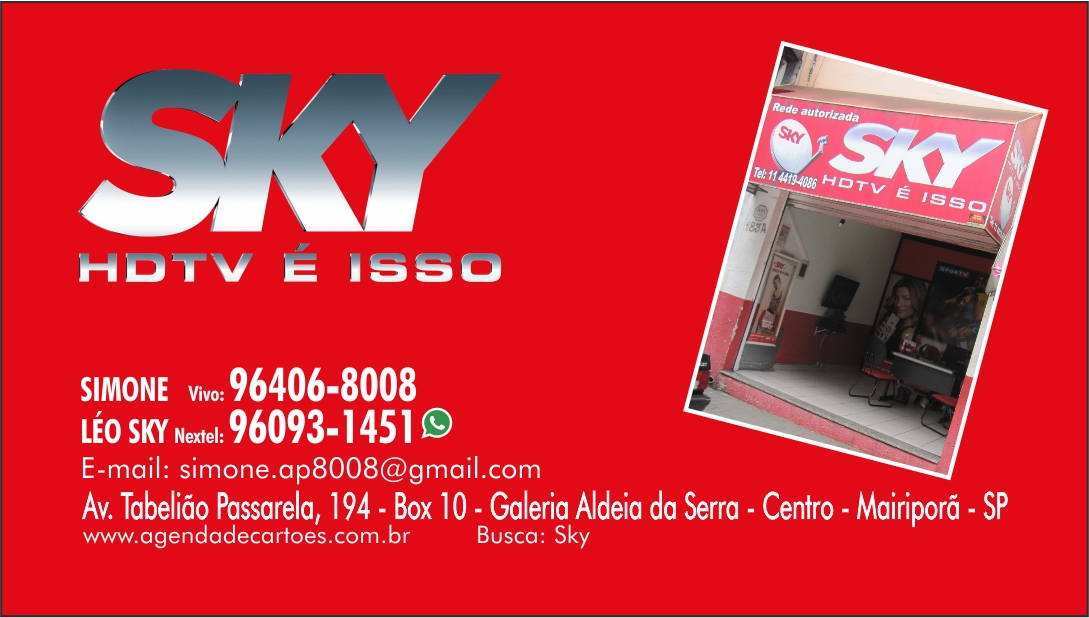 SKY
HDTV É ISSO
Rede autorizada
SKY
SKY
Tel: 11 4419-4086
HDTV É ISSO
SPORTV
SIMONE Vivo: 96406-8008
LÉO SKY Nextel: 96093-1451
E-mail: simone.ap8008@gmail.com
Av. Tabelião Passarela, 194 - Box 10 - Galeria Aldeia da Serra - Centro - Mairiporã - SP
www.agendadecartoes.com.br Busca: Sky